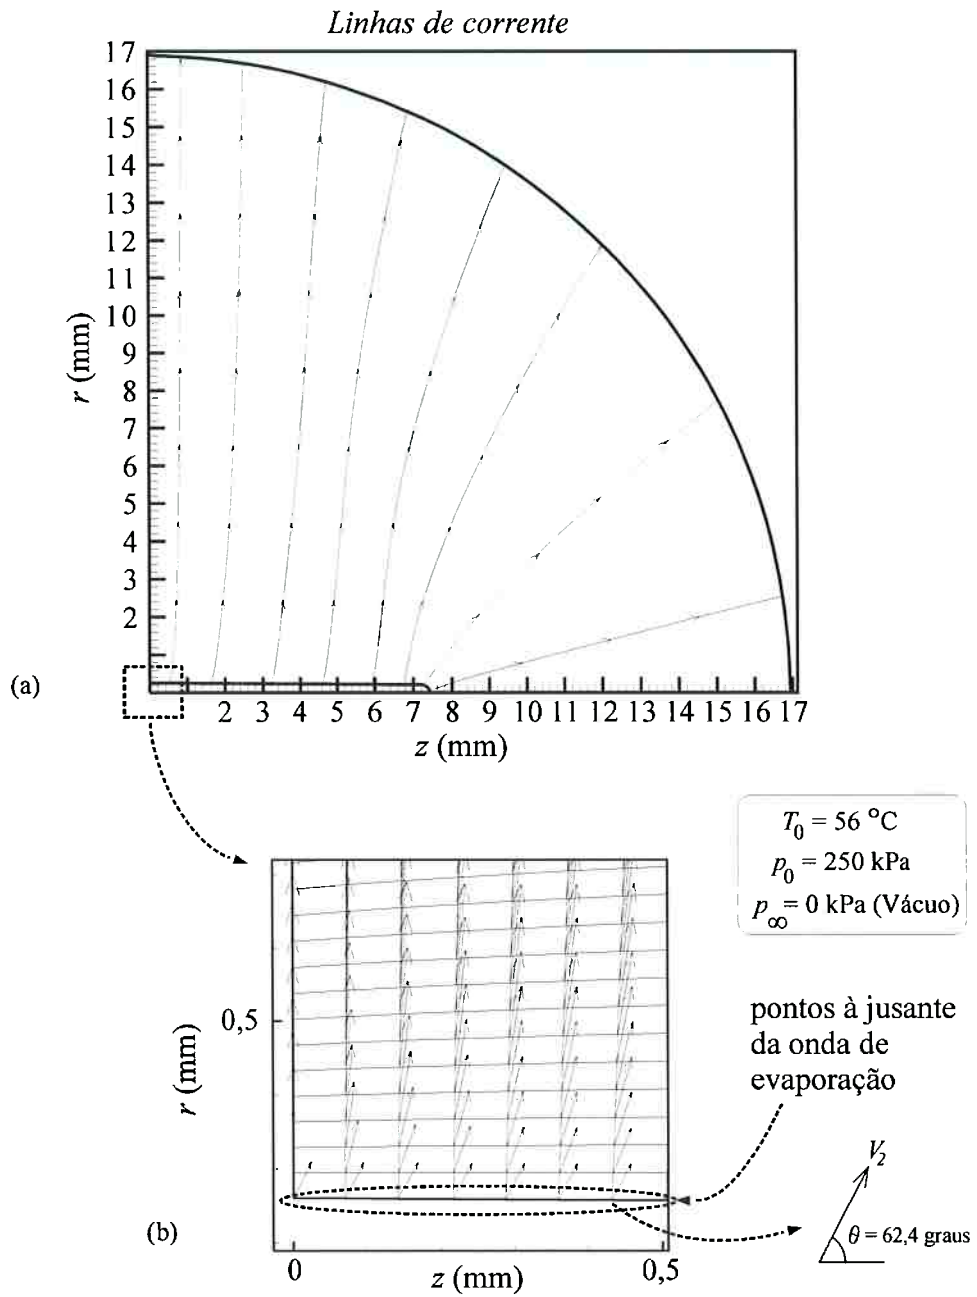 Linhas de corrente
17
16
15
14
13
12
11
10
9
8
7
6
5
4
3
2
r (mm)
(a)
2 3 4 5 6 7 8 9 10 11 12 13 14 15 16 17
z (mm)
T0 = 56 °C
p0 = 250 kPa
p∞ = 0 kPa (Vácuo)
0,5
r (mm)
pontos à jusante
da onda de
evaporação
V2
θ = 62,4 graus
(b)
0 0,5
z (mm)